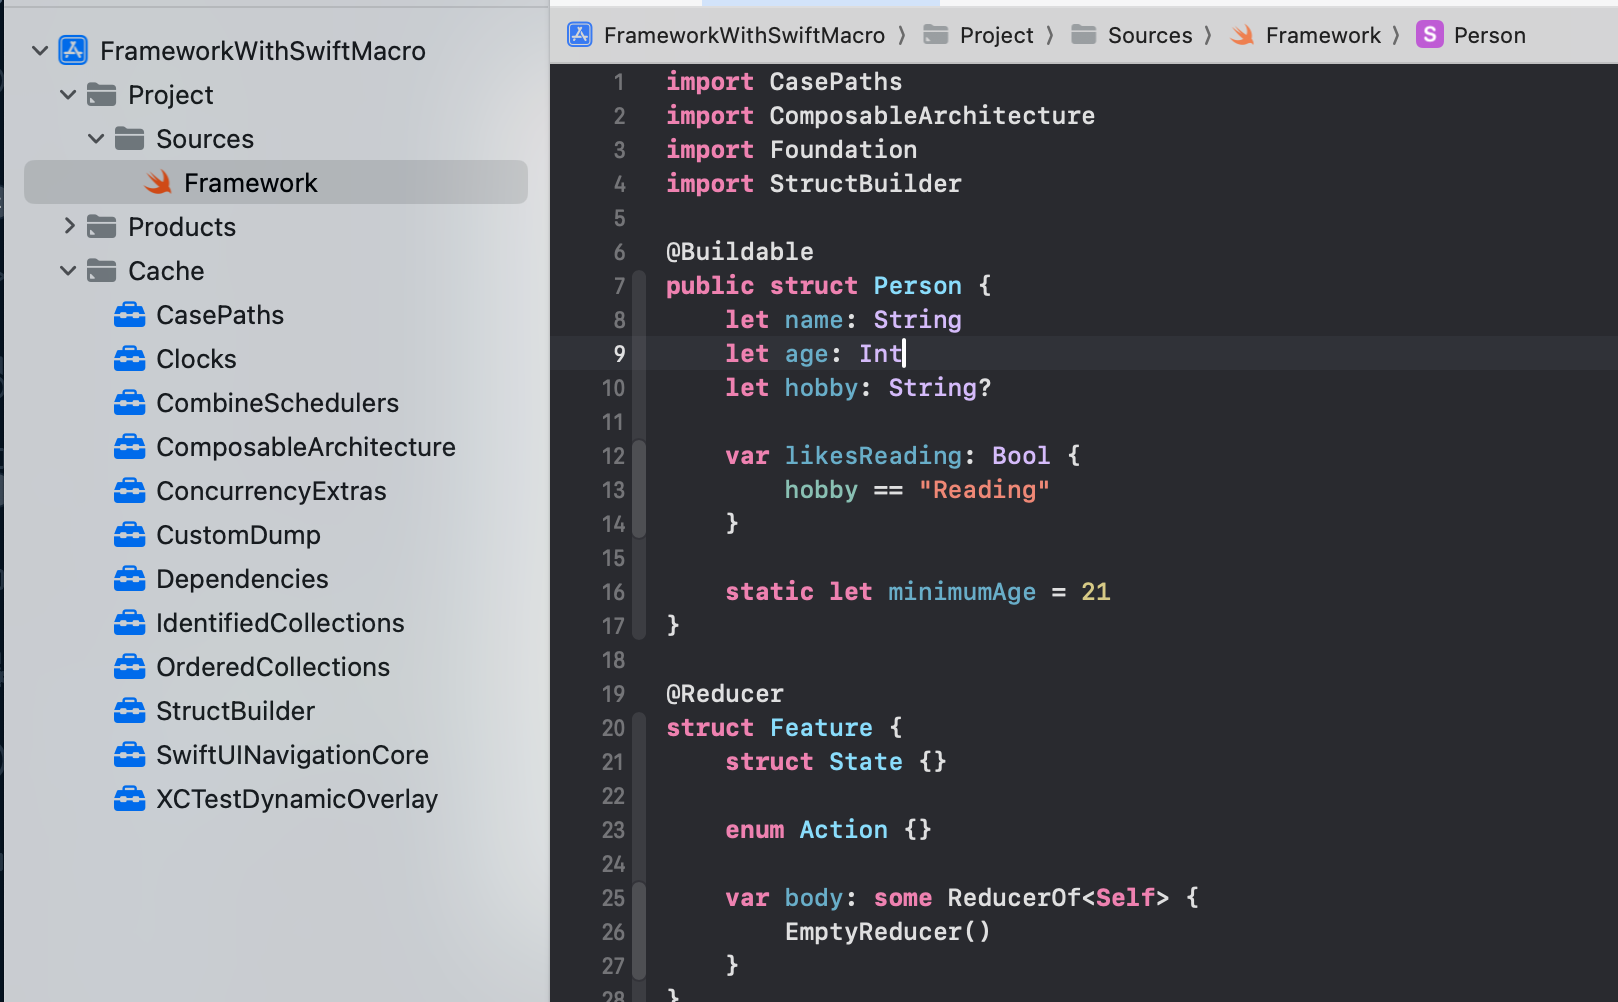 FrameworkWithSwiftMacro
Project
Sources
Framework
Products
Cache
CasePaths
Clocks
CombineSchedulers
ComposableArchitecture
ConcurrencyExtras
CustomDump
Dependencies
IdentifiedCollections
OrderedCollections
StructBuilder
SwiftUINavigationCore
XCTestDynamicOverlay
FrameworkWithSwiftMacro 〉 Project 〉 Sources 〉 Framework 〉 S Person
1 import CasePaths
2 import ComposableArchitecture
3 import Foundation
4 import StructBuilder
5
6 @Buildable
7 public struct Person {
8     let name: String
9     let age: Int
10     let hobby: String?
11
12     var likesReading: Bool {
13         hobby == "Reading"
14     }
15
16     static let minimumAge = 21
17 }
18
19 @Reducer
20 struct Feature {
21     struct State {}
22
23     enum Action {}
24
25     var body: some ReducerOf<Self> {
26         EmptyReducer()
27     }
28 }